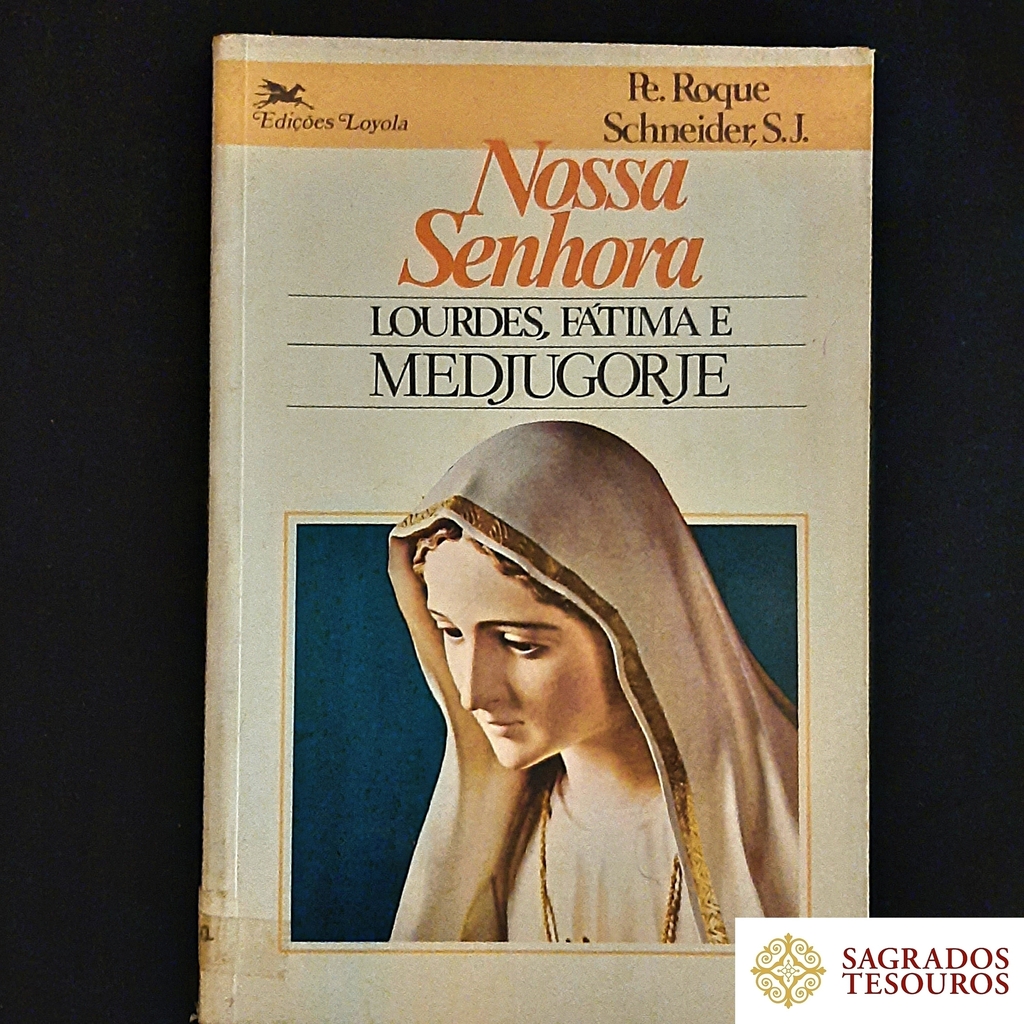 Pe. Roque
Schneider, S.J.
Edições Loyola
Nossa
Senhora
LOURDES, FÁTIMA E
MEDJUGORJE
SAGRADOS
TESOUROS